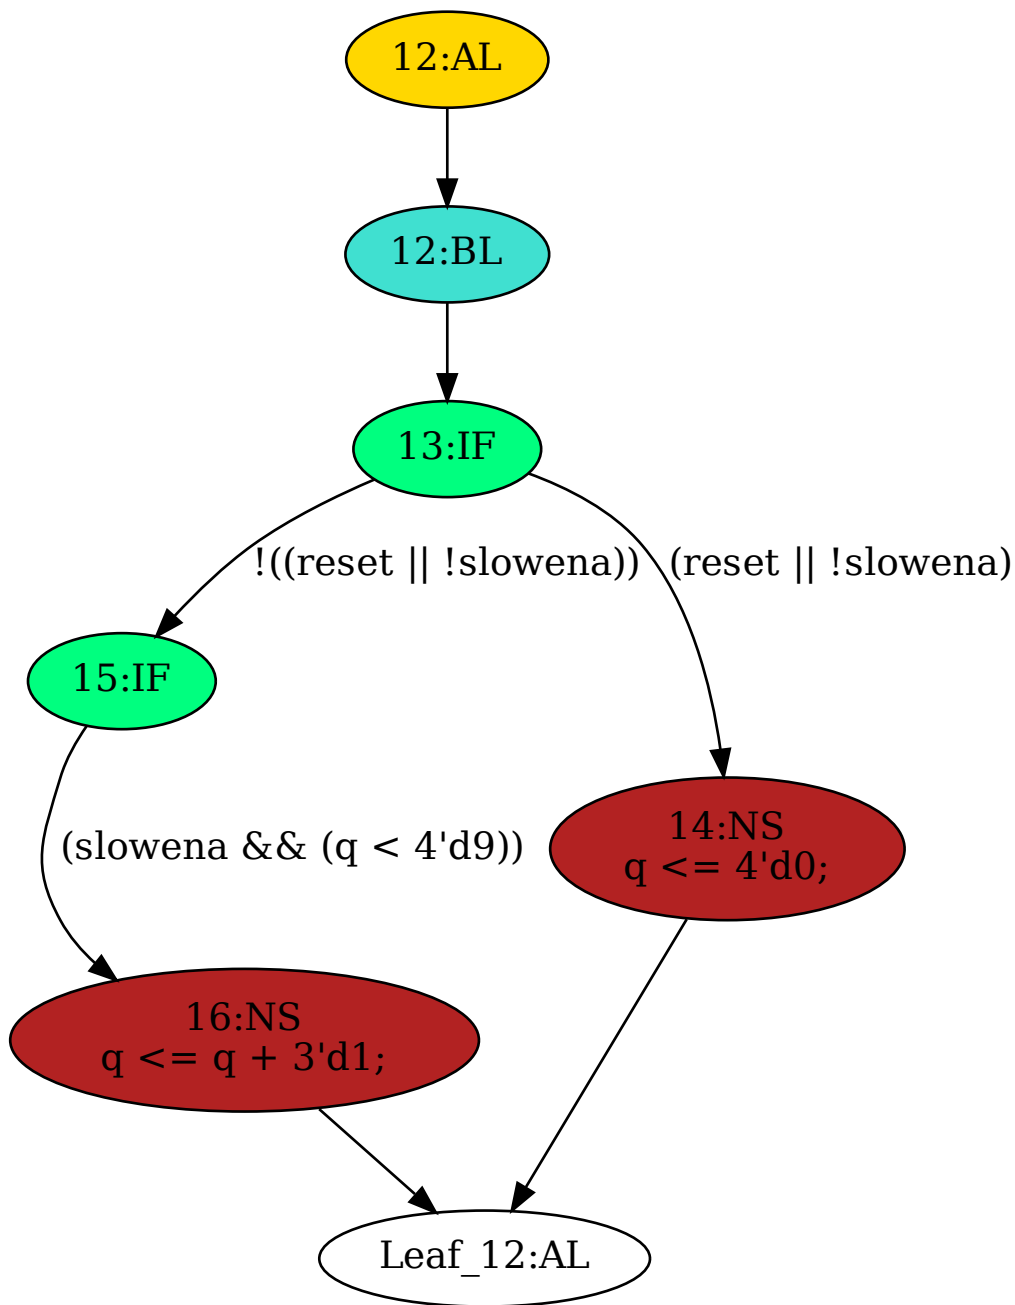 12:AL
12:BL
13:IF
!((reset || !slowena))
(reset || !slowena)
15:IF
(slowena && (q < 4'd9))
14:NS
q <= 4'd0;
16:NS
q <= q + 3'd1;
Leaf_12:AL